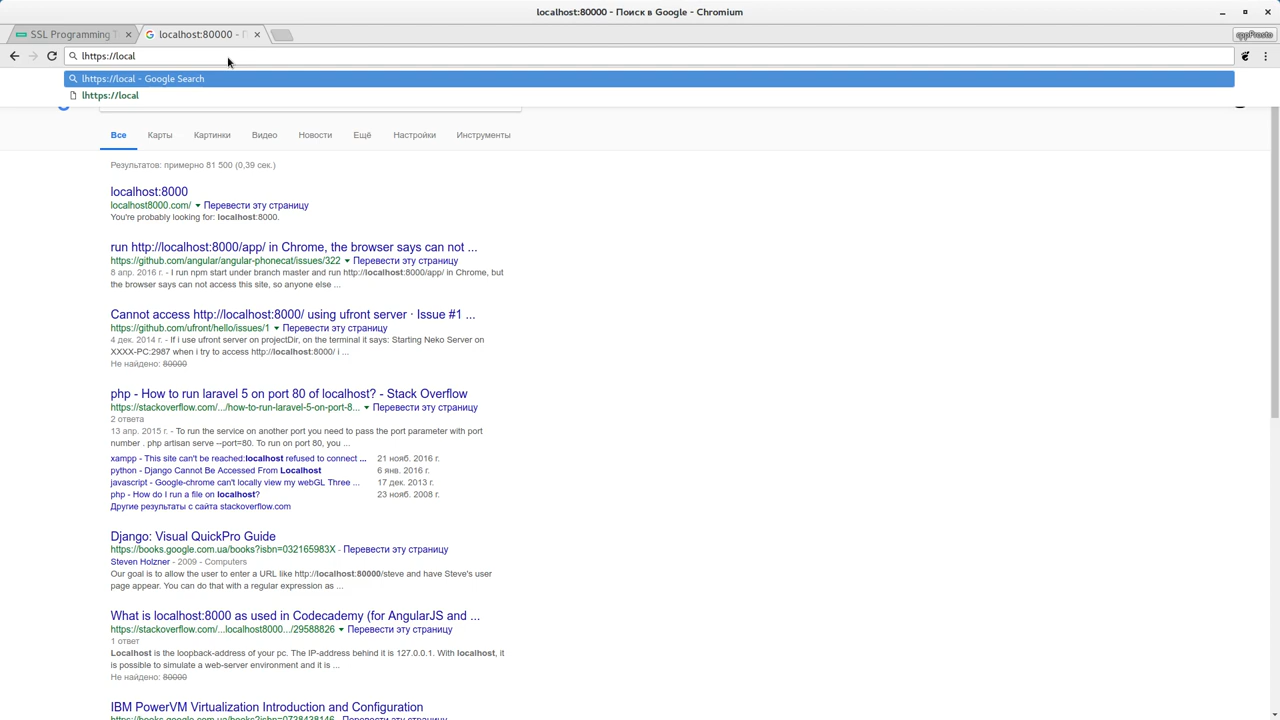 localhost:80000 - Поиск в Google - Chromium
SSL Programming T
localhost:80000 -
cppProsto
lhttps://local
lhttps://local - Google Search
lhttps://local
Все Карты Картинки Видео Новости Ещё Настройки Инструменты
Результатов: примерно 81 500 (0,39 сек.)
localhost:8000
localhost8000.com/ Перевести эту страницу
You're probably looking for: localhost:8000.
run http://localhost:8000/app/ in Chrome, the browser says can not ...
https://github.com/angular/angular-phonecat/issues/322 Перевести эту страницу
8 апр. 2016 г. - I run npm start under branch master and run http://localhost:8000/app/ in Chrome, but
the browser says can not access this site, so anyone else ...
Cannot access http://localhost:8000/ using ufront server · Issue #1 ...
https://github.com/ufront/hello/issues/1 Перевести эту страницу
4 дек. 2014 г. - If i use ufront server on projectDir, on the terminal it says: Starting Neko Server on
XXXX-PC:2987 when i try to access http://localhost:8000/ i ...
Не найдено: 80000
php - How to run laravel 5 on port 80 of localhost? - Stack Overflow
https://stackoverflow.com/.../how-to-run-laravel-5-on-port-8... Перевести эту страницу
2 ответа
13 апр. 2015 г. - To run the service on another port you need to pass the port parameter with port
number . php artisan serve --port=80. To run on port 80, you ...
xampp - This site can't be reached:localhost refused to connect ... 21 нояб. 2016 г.
python - Django Cannot Be Accessed From Localhost 6 янв. 2016 г.
javascript - Google-chrome can't locally view my webGL Three ... 17 дек. 2013 г.
php - How do I run a file on localhost? 23 нояб. 2008 г.
Другие результаты с сайта stackoverflow.com
Django: Visual QuickPro Guide
https://books.google.com.ua/books?isbn=032165983X - Перевести эту страницу
Steven Holzner - 2009 - Computers
Our goal is to allow the user to enter a URL like http://localhost:80000/steve and have Steve's user
page appear. You can do that with a regular expression as ...
What is localhost:8000 as used in Codecademy (for AngularJS and ...
https://stackoverflow.com/...localhost8000.../29588826 Перевести эту страницу
1 ответ
Localhost is the loopback-address of your pc. The IP-address behind it is 127.0.0.1. With localhost, it
is possible to simulate a web-server environment and it is ...
Не найдено: 80000
IBM PowerVM Virtualization Introduction and Configuration
https://books.google.com.ua/books?isbn=0738438146 - Перевести эту страницу